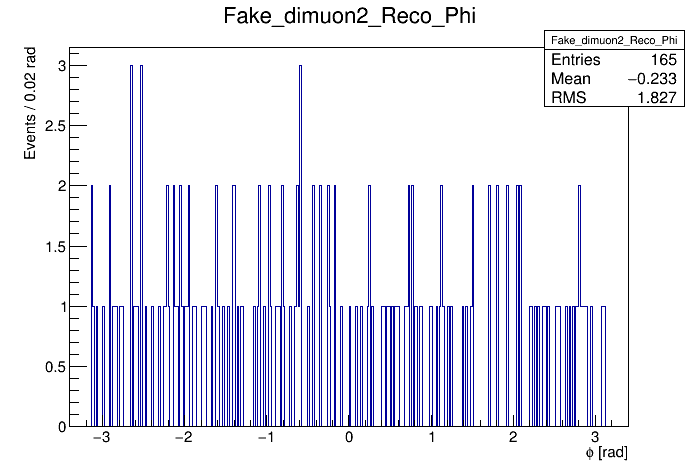 Fake_dimuon2_Reco_Phi
Fake_dimuon2_Reco_Phi
Entries 165
Mean −0.233
RMS 1.827
Events / 0.02 rad
3
2.5
2
1.5
1
0.5
0
−3 −2 −1 0 1 2 3
ϕ [rad]